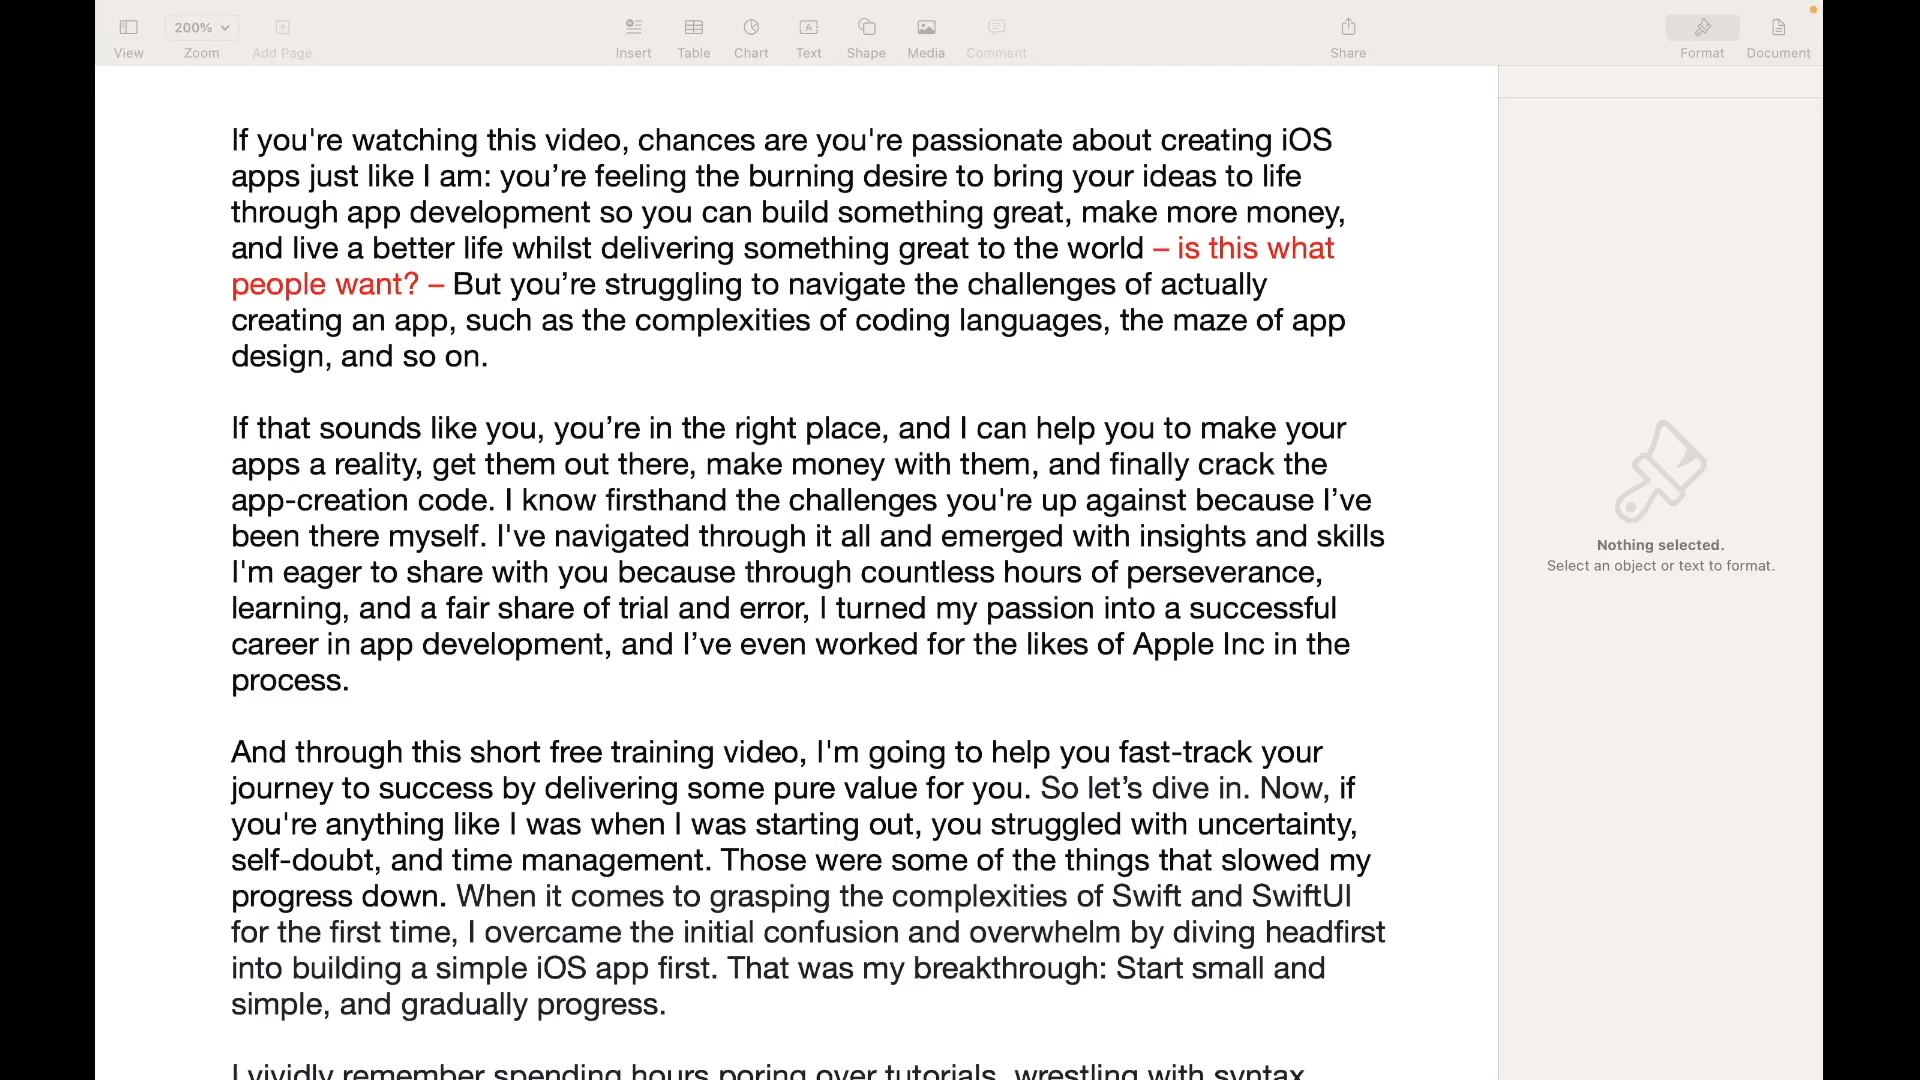 View
200%
Zoom
Add Page
Insert
Table
Chart
Text
Shape
Media
Comment
Share
Format
Document
If you're watching this video, chances are you're passionate about creating iOS
apps just like I am: you’re feeling the burning desire to bring your ideas to life
through app development so you can build something great, make more money,
and live a better life whilst delivering something great to the world – is this what
people want? – But you’re struggling to navigate the challenges of actually
creating an app, such as the complexities of coding languages, the maze of app
design, and so on.
If that sounds like you, you’re in the right place, and I can help you to make your
apps a reality, get them out there, make money with them, and finally crack the
app-creation code. I know firsthand the challenges you're up against because I’ve
been there myself. I've navigated through it all and emerged with insights and skills
I'm eager to share with you because through countless hours of perseverance,
learning, and a fair share of trial and error, I turned my passion into a successful
career in app development, and I’ve even worked for the likes of Apple Inc in the
process.
And through this short free training video, I'm going to help you fast-track your
journey to success by delivering some pure value for you. So let’s dive in. Now, if
you're anything like I was when I was starting out, you struggled with uncertainty,
self-doubt, and time management. Those were some of the things that slowed my
progress down. When it comes to grasping the complexities of Swift and SwiftUI
for the first time, I overcame the initial confusion and overwhelm by diving headfirst
into building a simple iOS app first. That was my breakthrough: Start small and
simple, and gradually progress.
I vividly remember spending hours poring over tutorials, wrestling with syntax
Nothing selected.
Select an object or text to format.